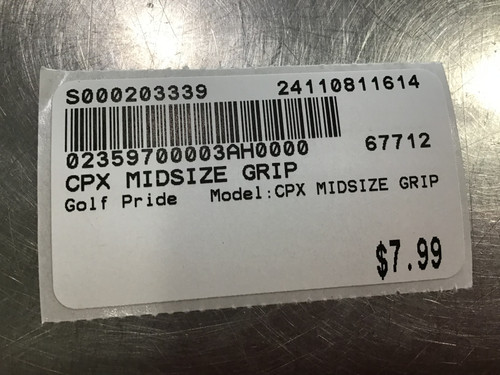 S000203339 24110811614
02359700003AH0000 67712
CPX MIDSIZE GRIP
Golf Pride Model:CPX MIDSIZE GRIP
$7.99